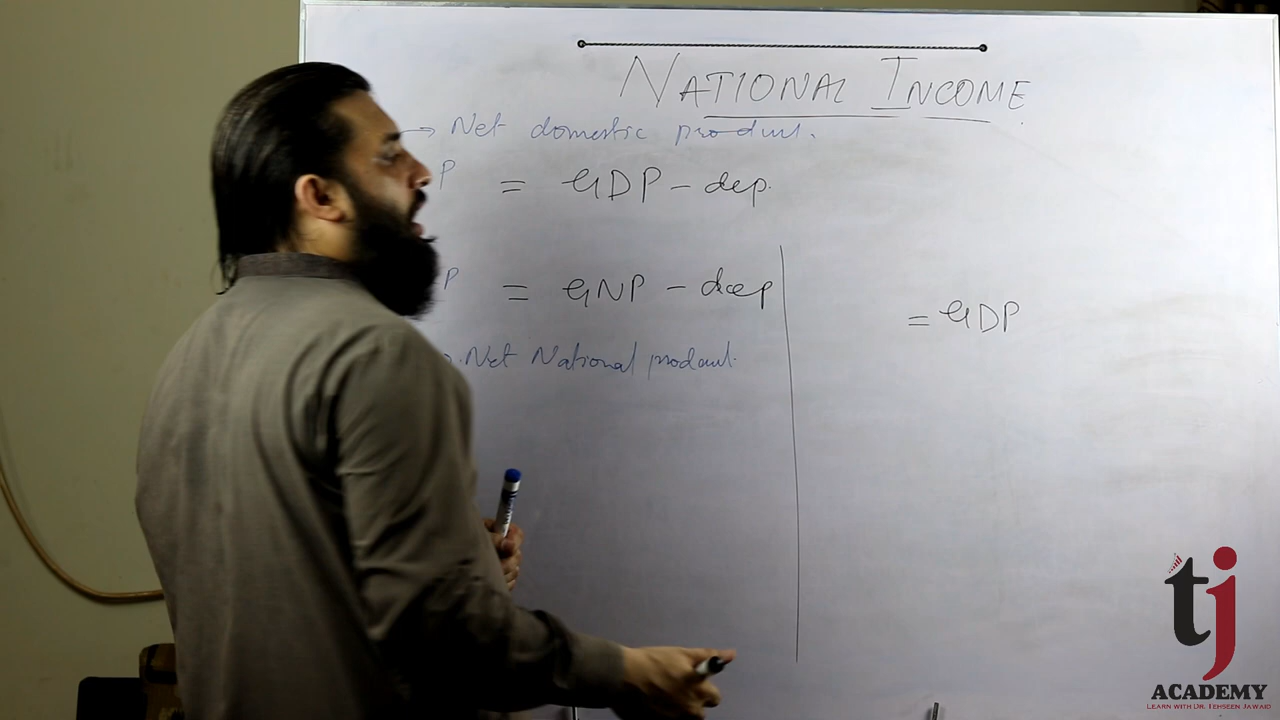 NATIONAL INCOME
→ Net domestic product.
P = GDP - dep.
P = GNP - dep
= GDP
Net National product.
tj
ACADEMY
LEARN WITH DR. TEHSEEN JAWAID